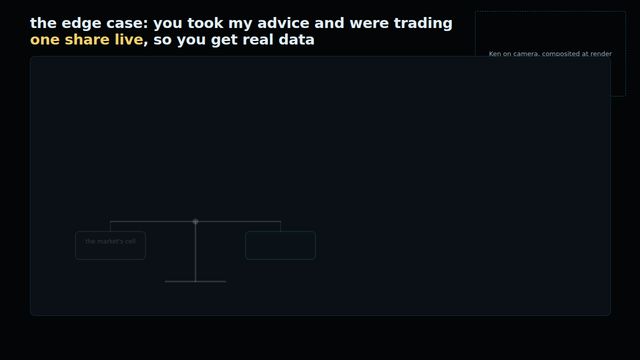 the edge case: you took my advice and were trading
one share live, so you get real data
Ken on camera, composited at render
the market's cell